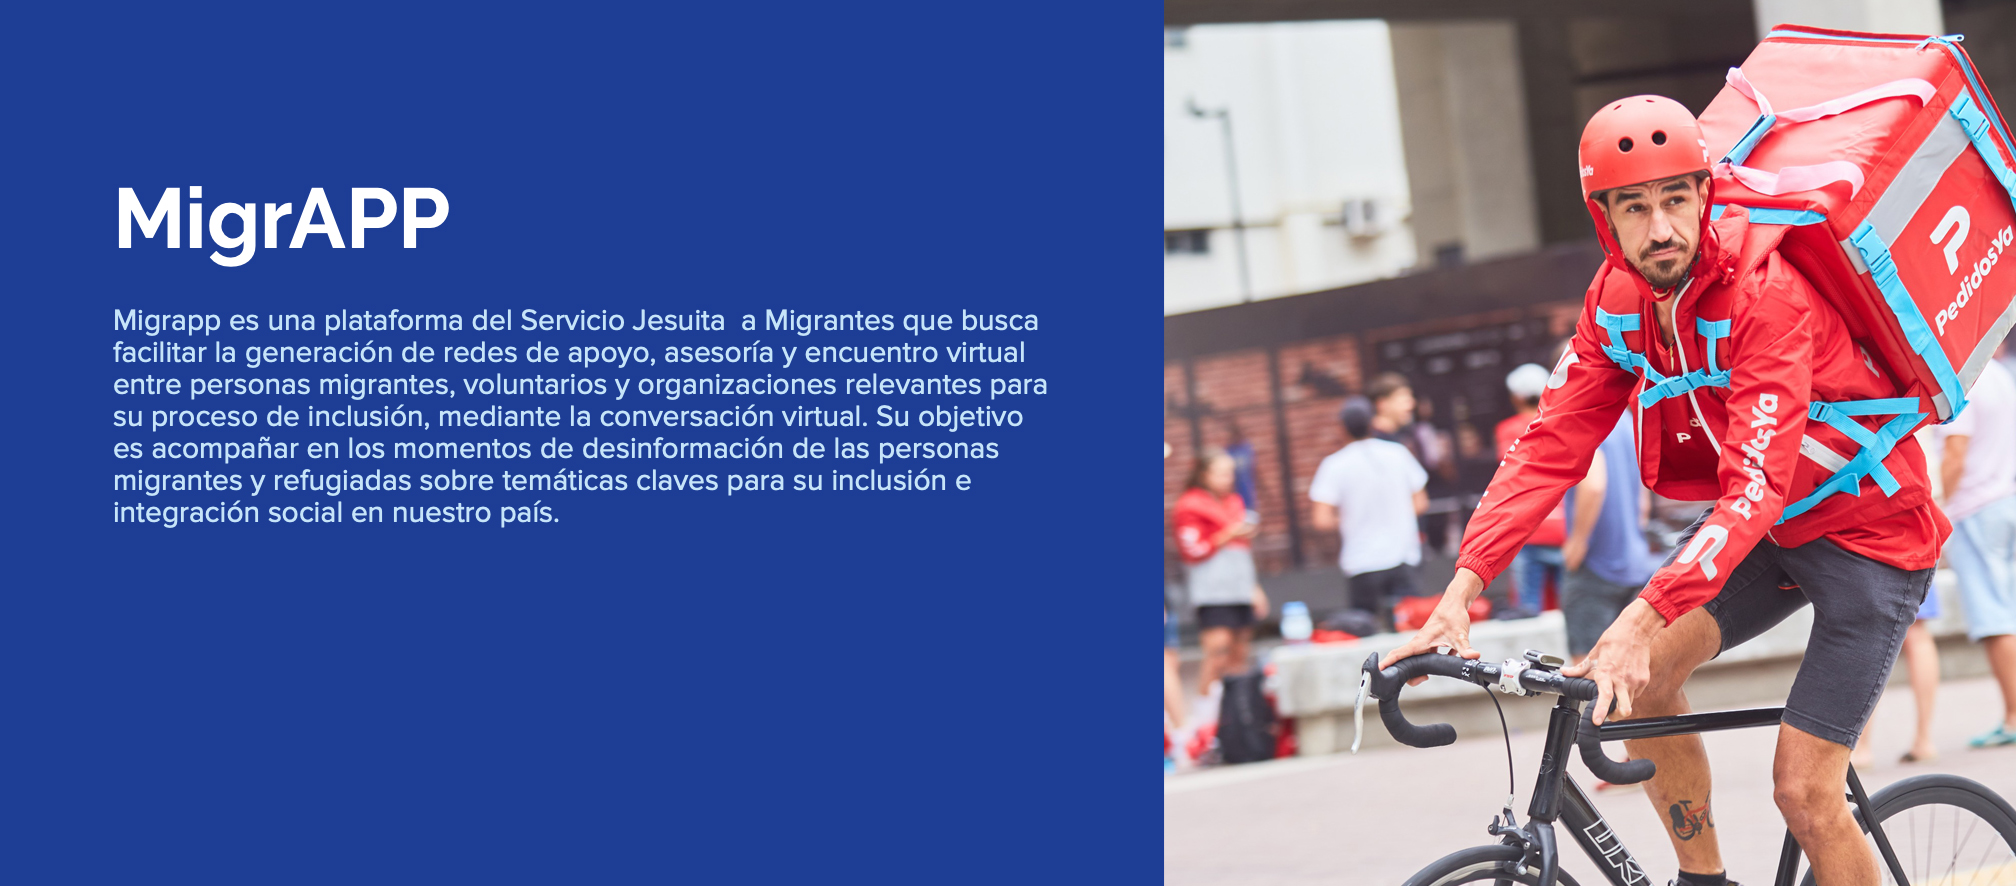 MigrAPP
Migrapp es una plataforma del Servicio Jesuita  a Migrantes que busca
facilitar la generación de redes de apoyo, asesoría y encuentro virtual
entre personas migrantes, voluntarios y organizaciones relevantes para
su proceso de inclusión, mediante la conversación virtual. Su objetivo
es acompañar en los momentos de desinformación de las personas
migrantes y refugiadas sobre temáticas claves para su inclusión e
integración social en nuestro país.
PedidosYa
PedidosYa